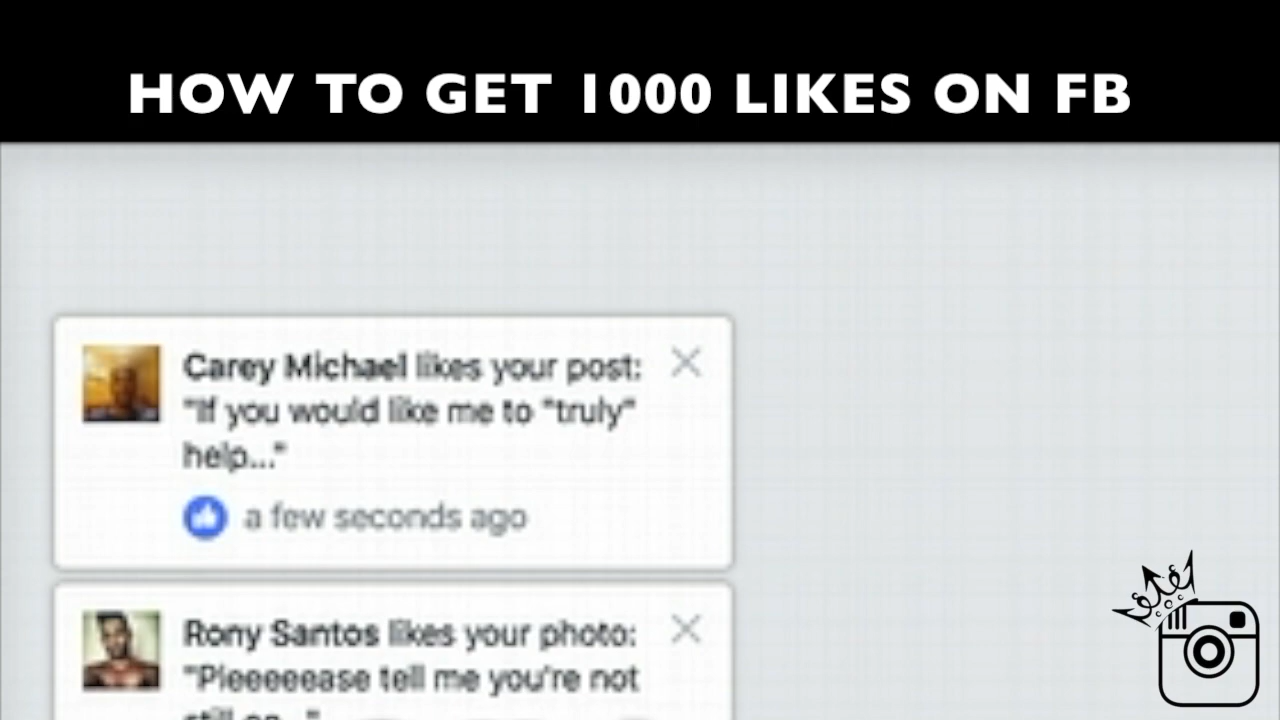 HOW TO GET 1000 LIKES ON FB
Carey Michael likes your post:
"If you would like me to "truly"
help..."
a few seconds ago
Rony Santos likes your photo:
"Pleeeeease tell me you're not